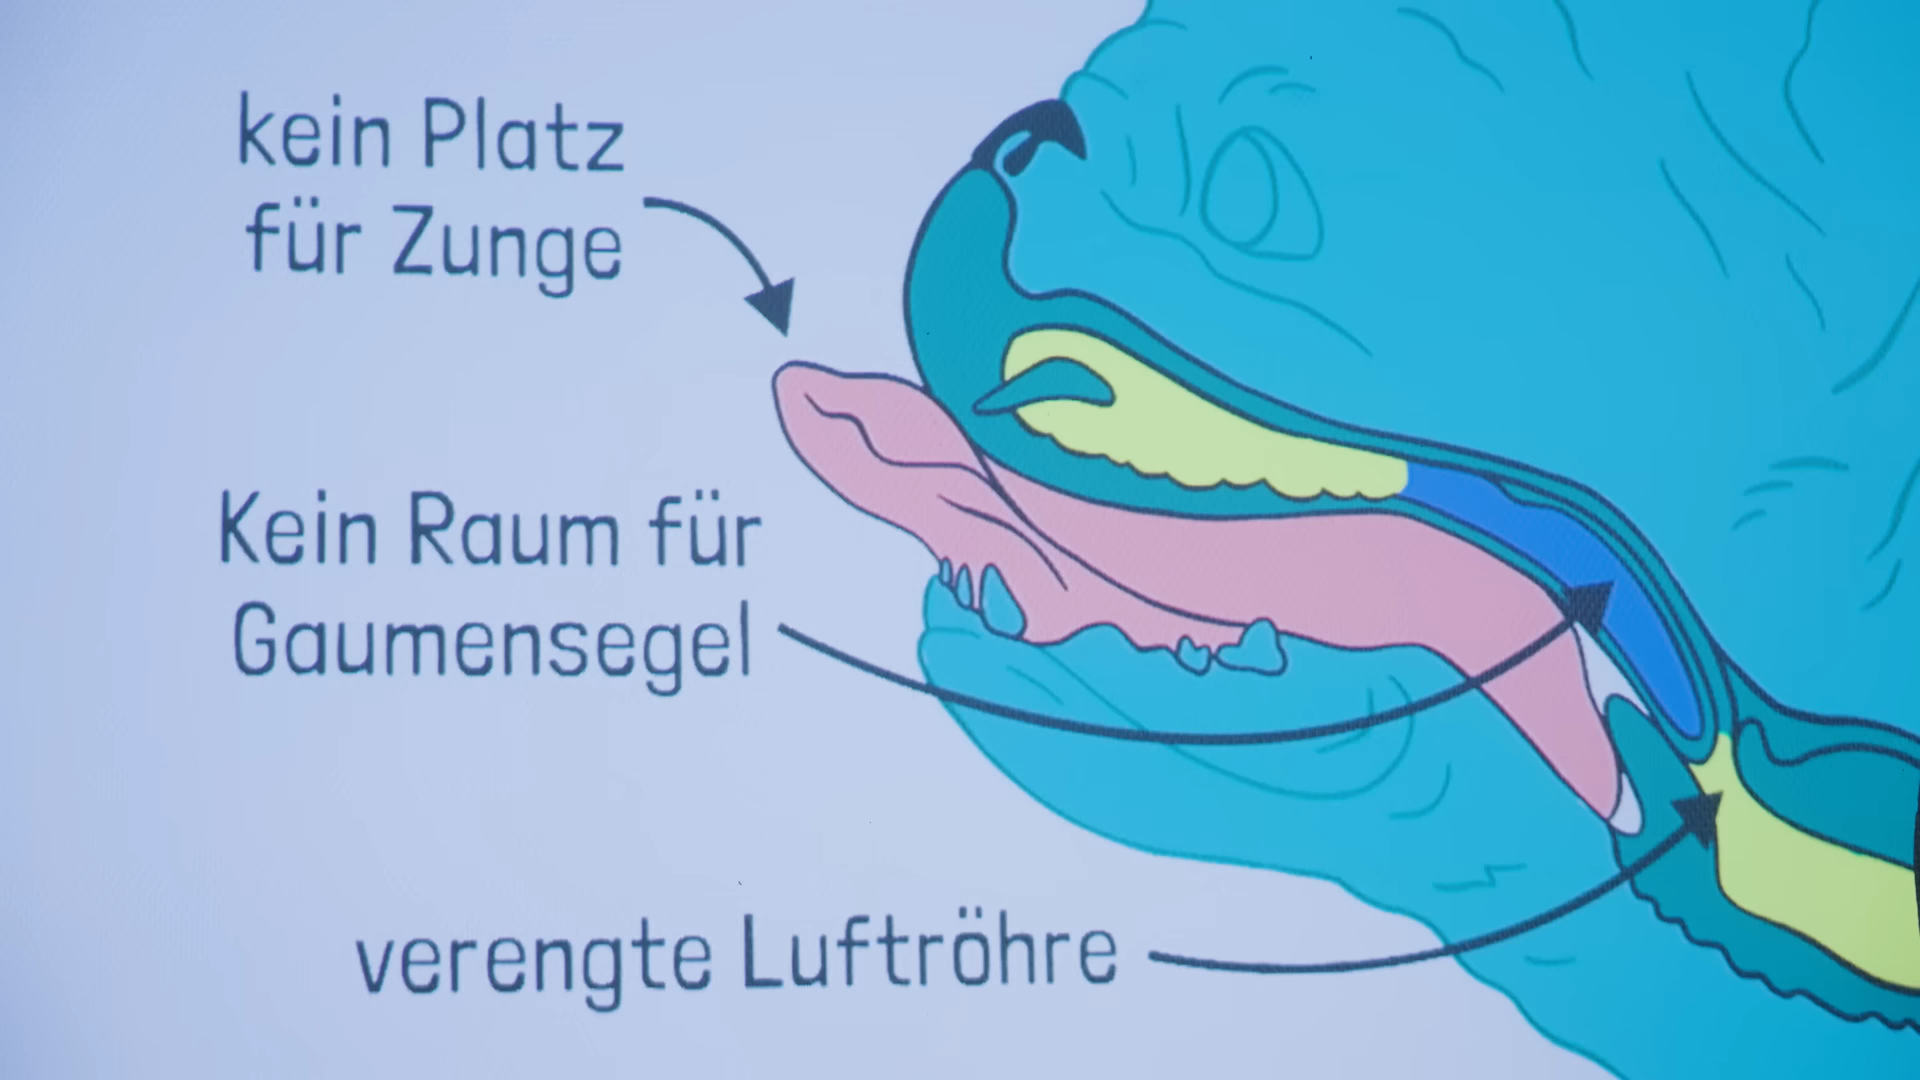 kein Platz
für Zunge
Kein Raum für
Gaumensegel
verengte Luftröhre